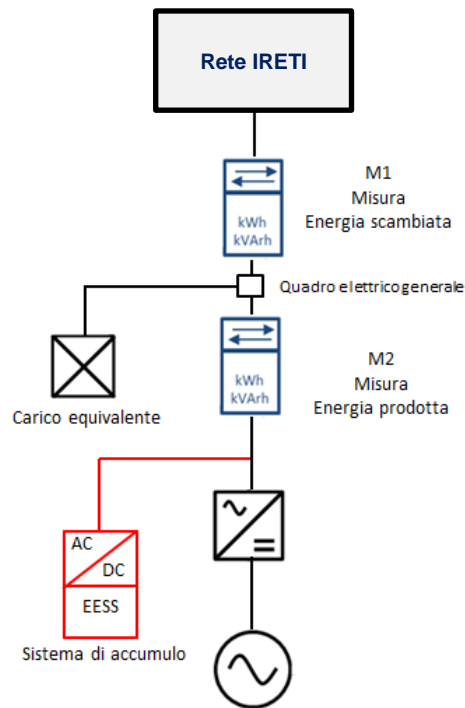 Rete IRETI
M1
Misura
Energia scambiata
kWh
kVArh
Quadro elettrico generale
kWh
kVArh
M2
Misura
Energia prodotta
Carico equivalente
AC
DC
EESS
Sistema di accumulo